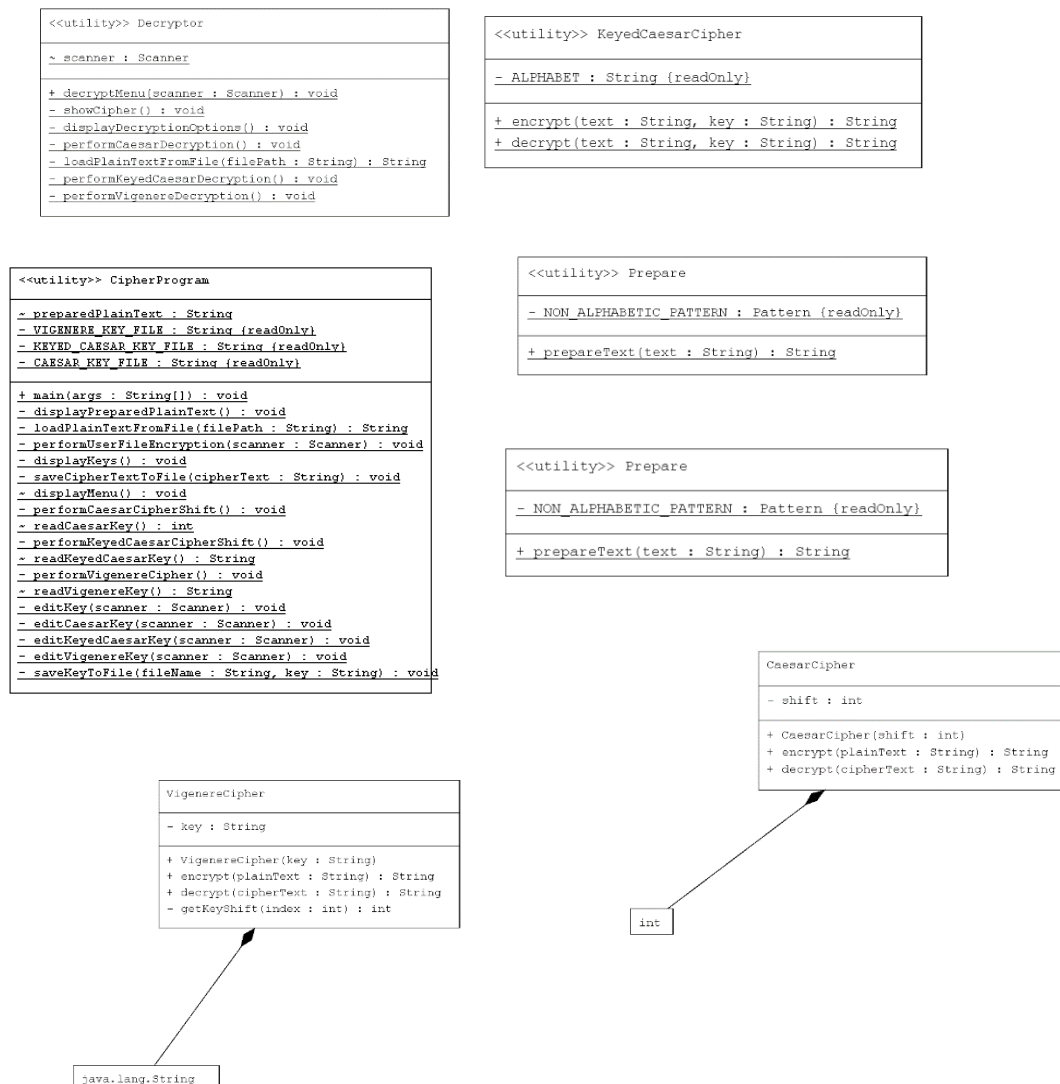 <<utility>> Decryptor
~ scanner : Scanner
+ decryptMenu(scanner : Scanner) : void
- showCipher() : void
- displayDecryptionOptions() : void
- performCaesarDecryption() : void
- loadPlainTextFromFile(filePath : String) : String
- performKeyedCaesarDecryption() : void
- performVigenereDecryption() : void
<<utility>> KeyedCaesarCipher
- ALPHABET : String {readOnly}
+ encrypt(text : String, key : String) : String
+ decrypt(text : String, key : String) : String
<<utility>> CipherProgram
~ preparedPlainText : String
- VIGENERE_KEY_FILE : String {readOnly}
- KEYED_CAESAR_KEY_FILE : String {readOnly}
- CAESAR_KEY_FILE : String {readOnly}
+ main(args : String[]) : void
- displayPreparedPlainText() : void
- loadPlainTextFromFile(filePath : String) : String
- performUserFileEncryption(scanner : Scanner) : void
- displayKeys() : void
- saveCipherTextToFile(cipherText : String) : void
~ displayMenu() : void
- performCaesarCipherShift() : void
~ readCaesarKey() : int
- performKeyedCaesarCipherShift() : void
~ readKeyedCaesarKey() : String
- performVigenereCipher() : void
~ readVigenereKey() : String
- editKey(scanner : Scanner) : void
- editCaesarKey(scanner : Scanner) : void
- editKeyedCaesarKey(scanner : Scanner) : void
- editVigenereKey(scanner : Scanner) : void
- saveKeyToFile(fileName : String, key : String) : void
<<utility>> Prepare
- NON_ALPHABETIC_PATTERN : Pattern {readOnly}
+ prepareText(text : String) : String
<<utility>> Prepare
- NON_ALPHABETIC_PATTERN : Pattern {readOnly}
+ prepareText(text : String) : String
CaesarCipher
- shift : int
+ CaesarCipher(shift : int)
+ encrypt(plainText : String) : String
+ decrypt(cipherText : String) : String
VigenereCipher
- key : String
+ VigenereCipher(key : String)
+ encrypt(plainText : String) : String
+ decrypt(cipherText : String) : String
- getKeyShift(index : int) : int
int
java.lang.String